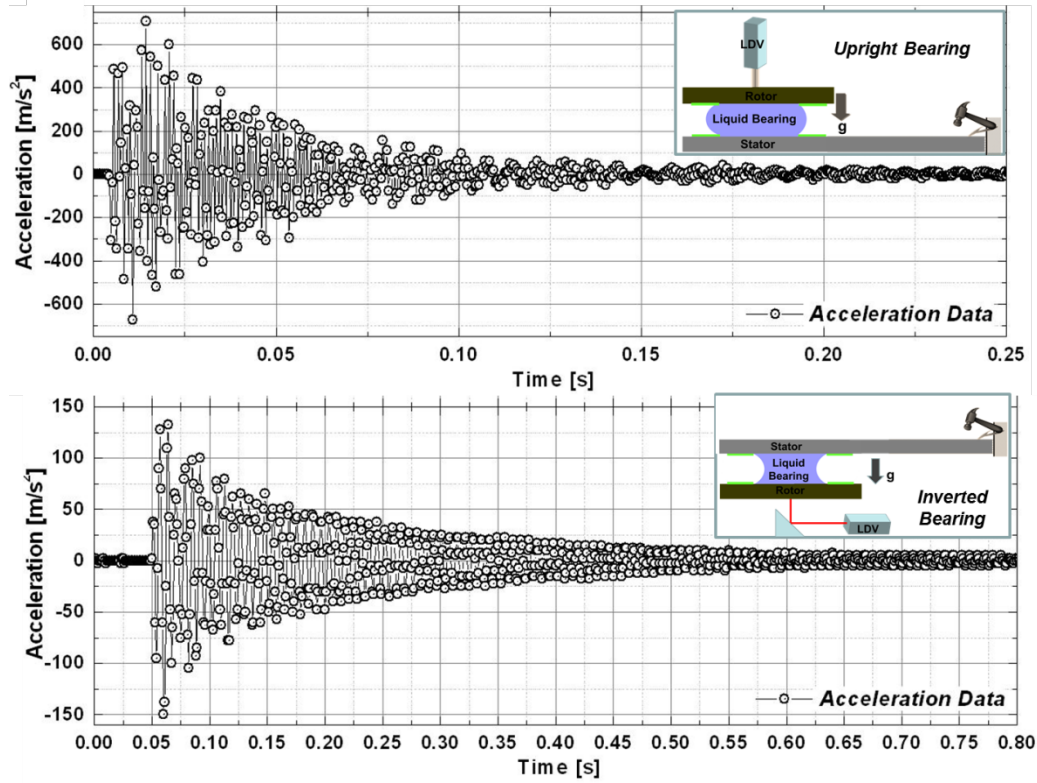 Acceleration [m/s²]
600
400
200
0
-200
-400
-600
0.00 0.05 0.10 0.15 0.20 0.25
Time [s]
LDV
Upright Bearing
Rotor
Liquid Bearing
g
Stator
Acceleration Data
Acceleration [m/s²]
150
100
50
0
-50
-100
-150
0.00 0.05 0.10 0.15 0.20 0.25 0.30 0.35 0.40 0.45 0.50 0.55 0.60 0.65 0.70 0.75 0.80
Time [s]
Stator
Liquid
Bearing
g
Rotor
LDV
Inverted
Bearing
Acceleration Data